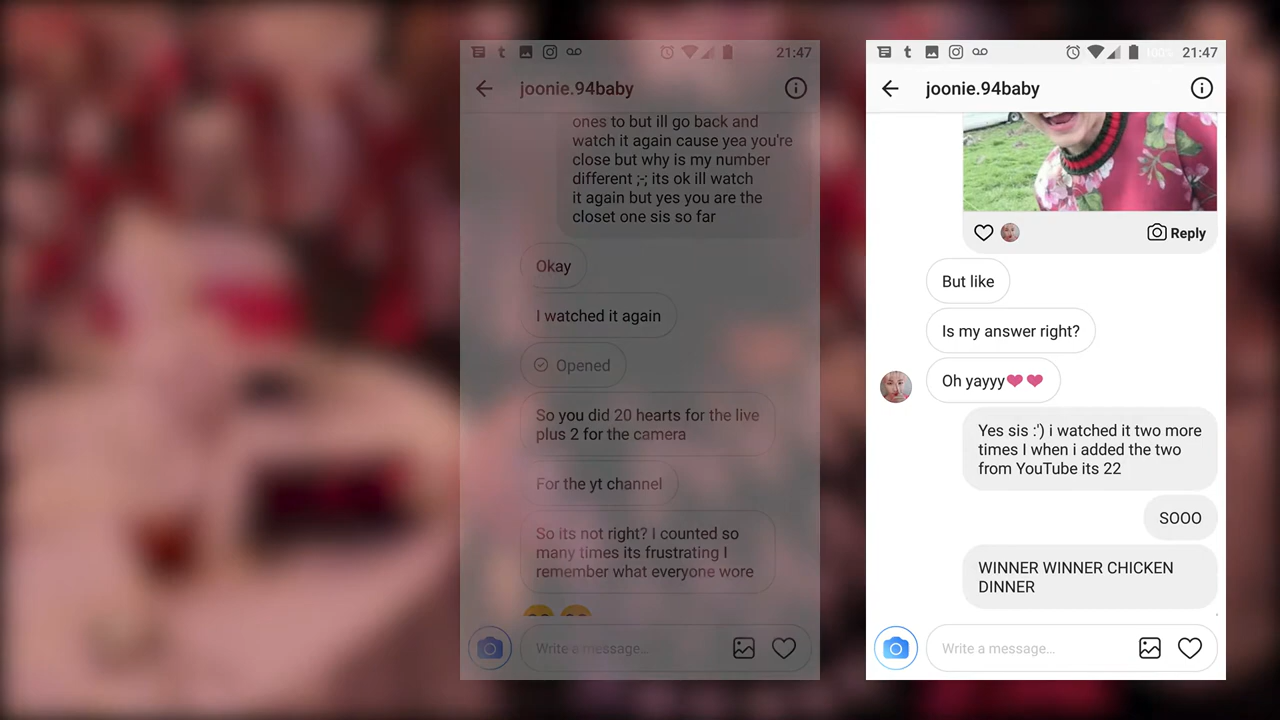 21:47
joonie.94baby
ones to but ill go back and
watch it again cause yea you're
close but why is my number
different ;-; its ok ill watch
it again but yes you are the
closet one sis so far
Okay
I watched it again
Opened
So you did 20 hearts for the live
plus 2 for the camera
For the yt channel
So its not right? I counted so
many times its frustrating I
remember what everyone wore
Write a message...
100% 21:47
joonie.94baby
Reply
But like
Is my answer right?
Oh yayyy❤❤
Yes sis :') i watched it two more
times I when i added the two
from YouTube its 22
SOOO
WINNER WINNER CHICKEN
DINNER
Write a message...